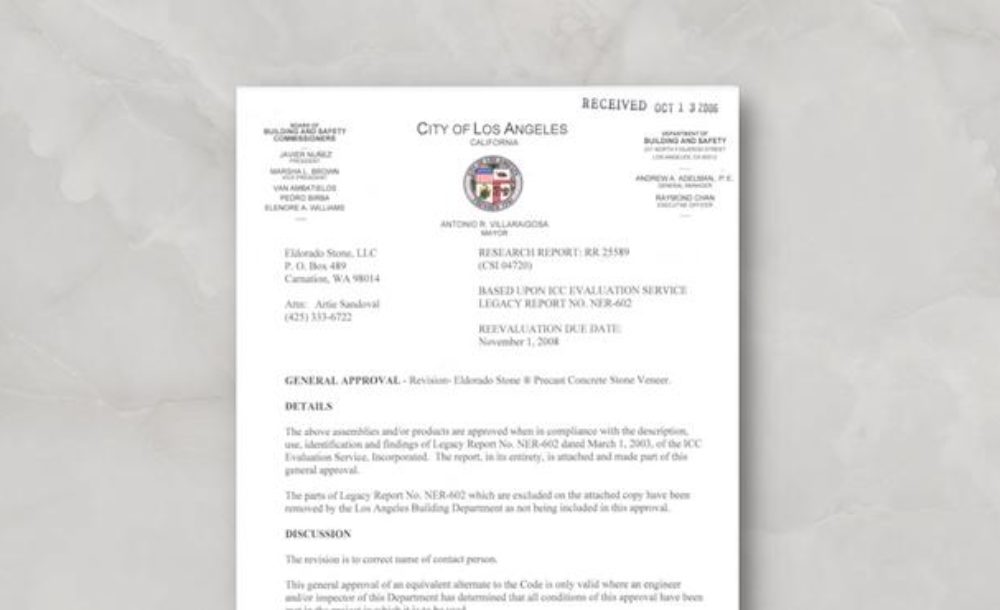 RECEIVED OCT 1 3 2006
BOARD OF
BUILDING AND SAFETY
COMMISSIONERS
JAVIER NUÑEZ
PRESIDENT
MARSHA L. BROWN
VICE-PRESIDENT
VAN AMBATIELOS
PEDRO BIRBA
ELENORE A. WILLIAMS
CITY OF LOS ANGELES
CALIFORNIA
ANTONIO R. VILLARAIGOSA
MAYOR
DEPARTMENT OF
BUILDING AND SAFETY
201 NORTH FIGUEROA STREET
LOS ANGELES, CA 90012
ANDREW A. ADELMAN, P.E.
GENERAL MANAGER
RAYMOND CHAN
EXECUTIVE OFFICER
Eldorado Stone, LLC
P. O. Box 489
Carnation, WA 98014
Attn: Artie Sandoval
(425) 333-6722
RESEARCH REPORT: RR 25589
(CSI 04720)
BASED UPON ICC EVALUATION SERVICE
LEGACY REPORT NO. NER-602
REEVALUATION DUE DATE:
November 1, 2008
GENERAL APPROVAL - Revision- Eldorado Stone ® Precast Concrete Stone Veneer.
DETAILS
The above assemblies and/or products are approved when in compliance with the description,
use, identification and findings of Legacy Report No. NER-602 dated March 1, 2003, of the ICC
Evaluation Service, Incorporated. The report, in its entirety, is attached and made part of this
general approval.
The parts of Legacy Report No. NER-602 which are excluded on the attached copy have been
removed by the Los Angeles Building Department as not being included in this approval.
DISCUSSION
The revision is to correct name of contact person.
This general approval of an equivalent alternate to the Code is only valid where an engineer
and/or inspector of this Department has determined that all conditions of this approval have been